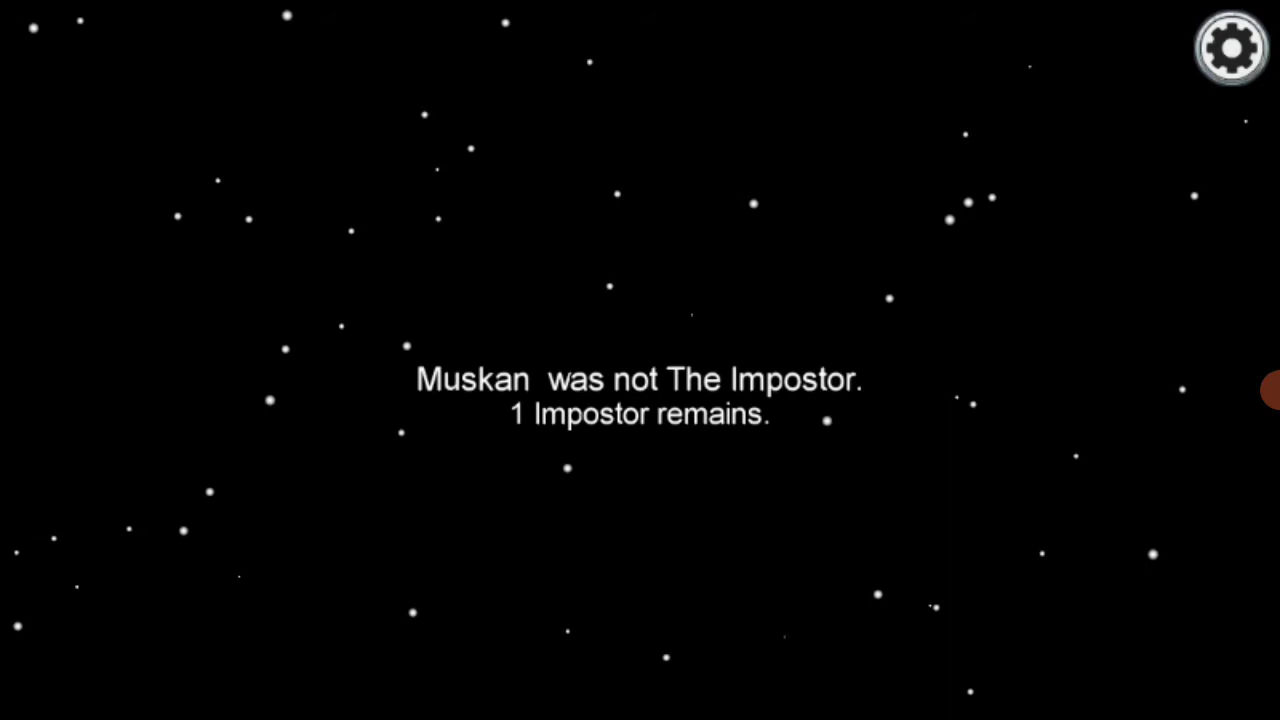 Muskan  was not The Impostor.
1 Impostor remains.